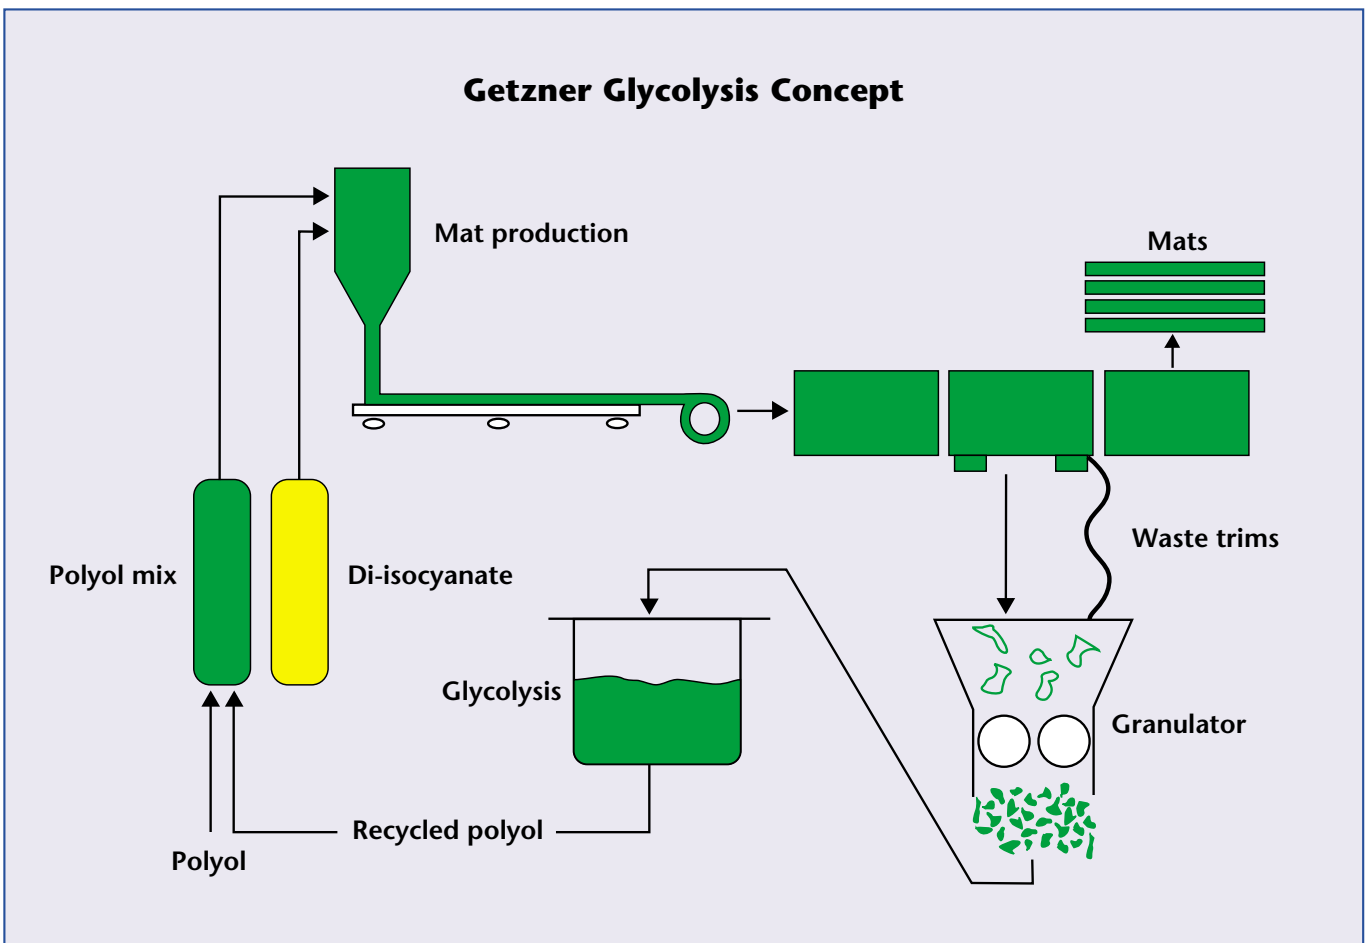 Getzner Glycolysis Concept
Mat production
Mats
Waste trims
Polyol mix
Di-isocyanate
Glycolysis
Granulator
Recycled polyol
Polyol